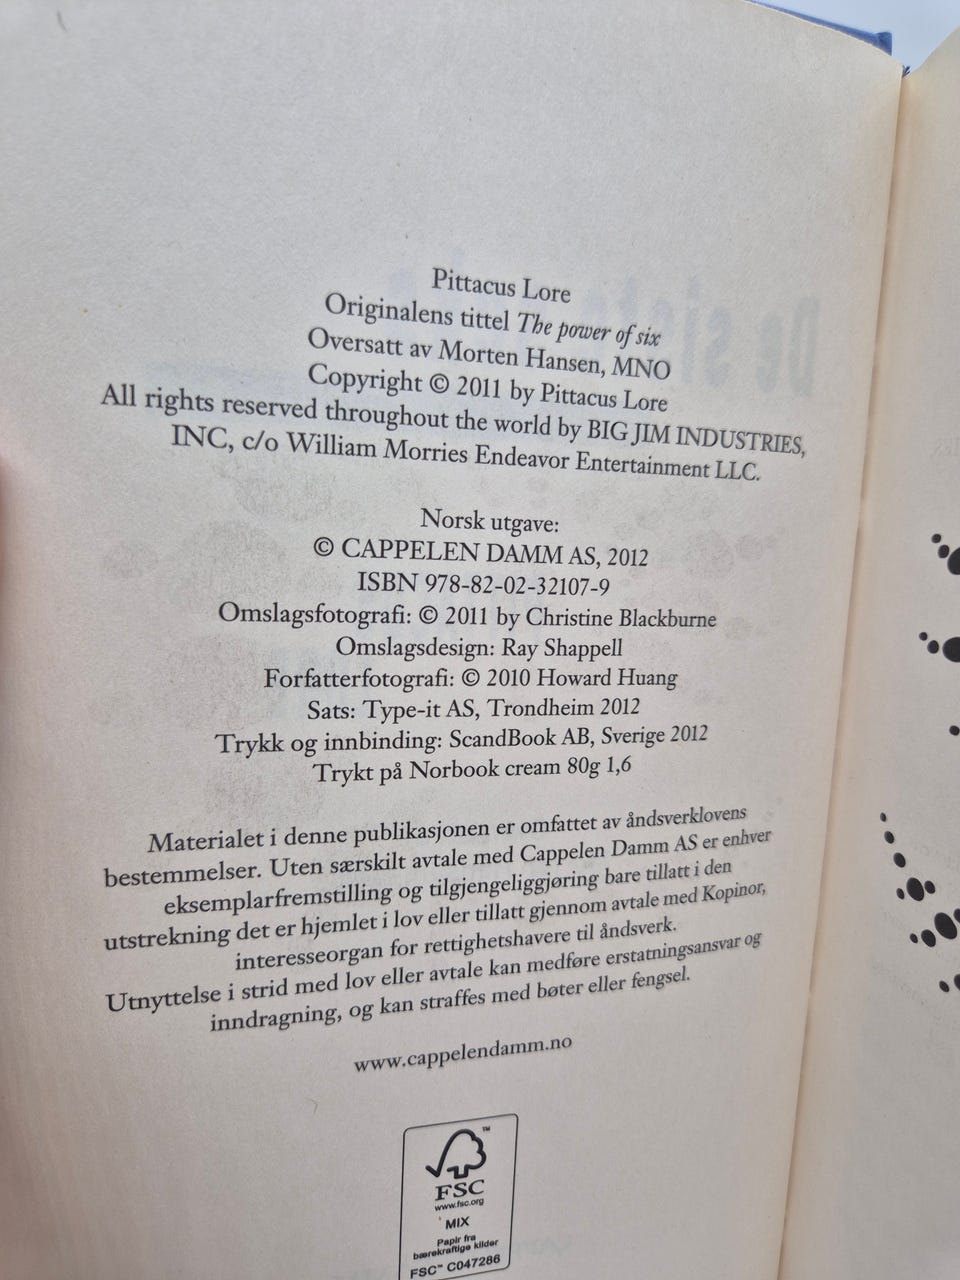 Pittacus Lore
Originalens tittel The power of six
Oversatt av Morten Hansen, MNO
Copyright © 2011 by Pittacus Lore
All rights reserved throughout the world by BIG JIM INDUSTRIES,
INC, c/o William Morries Endeavor Entertainment LLC.
Norsk utgave:
© CAPPELEN DAMM AS, 2012
ISBN 978-82-02-32107-9
Omslagsfotografi: © 2011 by Christine Blackburne
Omslagsdesign: Ray Shappell
Forfatterfotografi: © 2010 Howard Huang
Sats: Type-it AS, Trondheim 2012
Trykk og innbinding: ScandBook AB, Sverige 2012
Trykt på Norbook cream 80g 1,6
Materialet i denne publikasjonen er omfattet av åndsverklovens
bestemmelser. Uten særskilt avtale med Cappelen Damm AS er enhver
eksemplarfremstilling og tilgjengeliggjøring bare tillatt i den
utstrekning det er hjemlet i lov eller tillatt gjennom avtale med Kopinor,
interesseorgan for rettighetshavere til åndsverk.
Utnyttelse i strid med lov eller avtale kan medføre erstatningsansvar og
inndragning, og kan straffes med bøter eller fengsel.
www.cappelendamm.no
FSC
www.fsc.org
MIX
Papir fra
bærekraftige kilder
FSC™ C047286